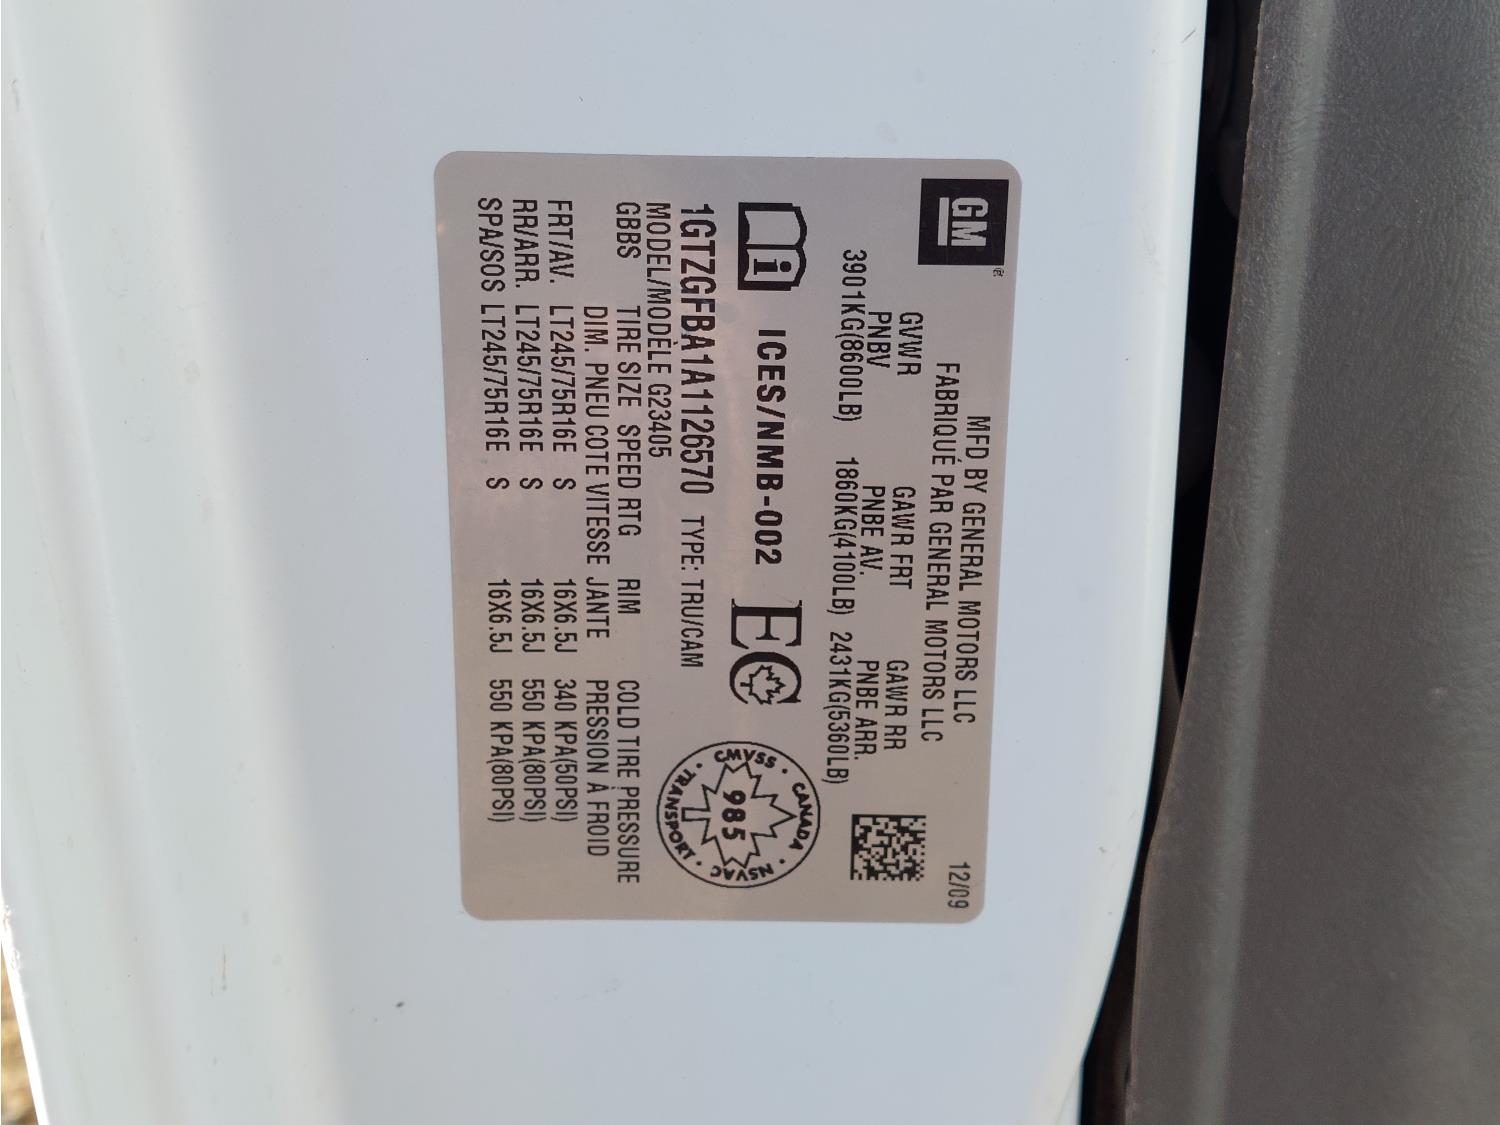 GM
MFD BY GENERAL MOTORS LLC
FABRIQUÉ PAR GENERAL MOTORS LLC
12/09
GVWR GAWR FRT GAWR RR
PNBV PNBE AV. PNBE ARR.
3901KG(8600LB) 1860KG(4100LB) 2431KG(5360LB)
i ICES/NMB-002 EC
CANADA · NSVAC · TRANSPORT · CMVSS ·
985
1GTZGFBA1A1126570 TYPE: TRU/CAM
MODEL/MODÈLE G23405
GBBS TIRE SIZE SPEED RTG RIM COLD TIRE PRESSURE
DIM. PNEU COTE VITESSE JANTE PRESSION À FROID
FRT/AV. LT245/75R16E S 16X6.5J 340 KPA(50PSI)
RR/ARR. LT245/75R16E S 16X6.5J 550 KPA(80PSI)
SPA/SOS LT245/75R16E S 16X6.5J 550 KPA(80PSI)